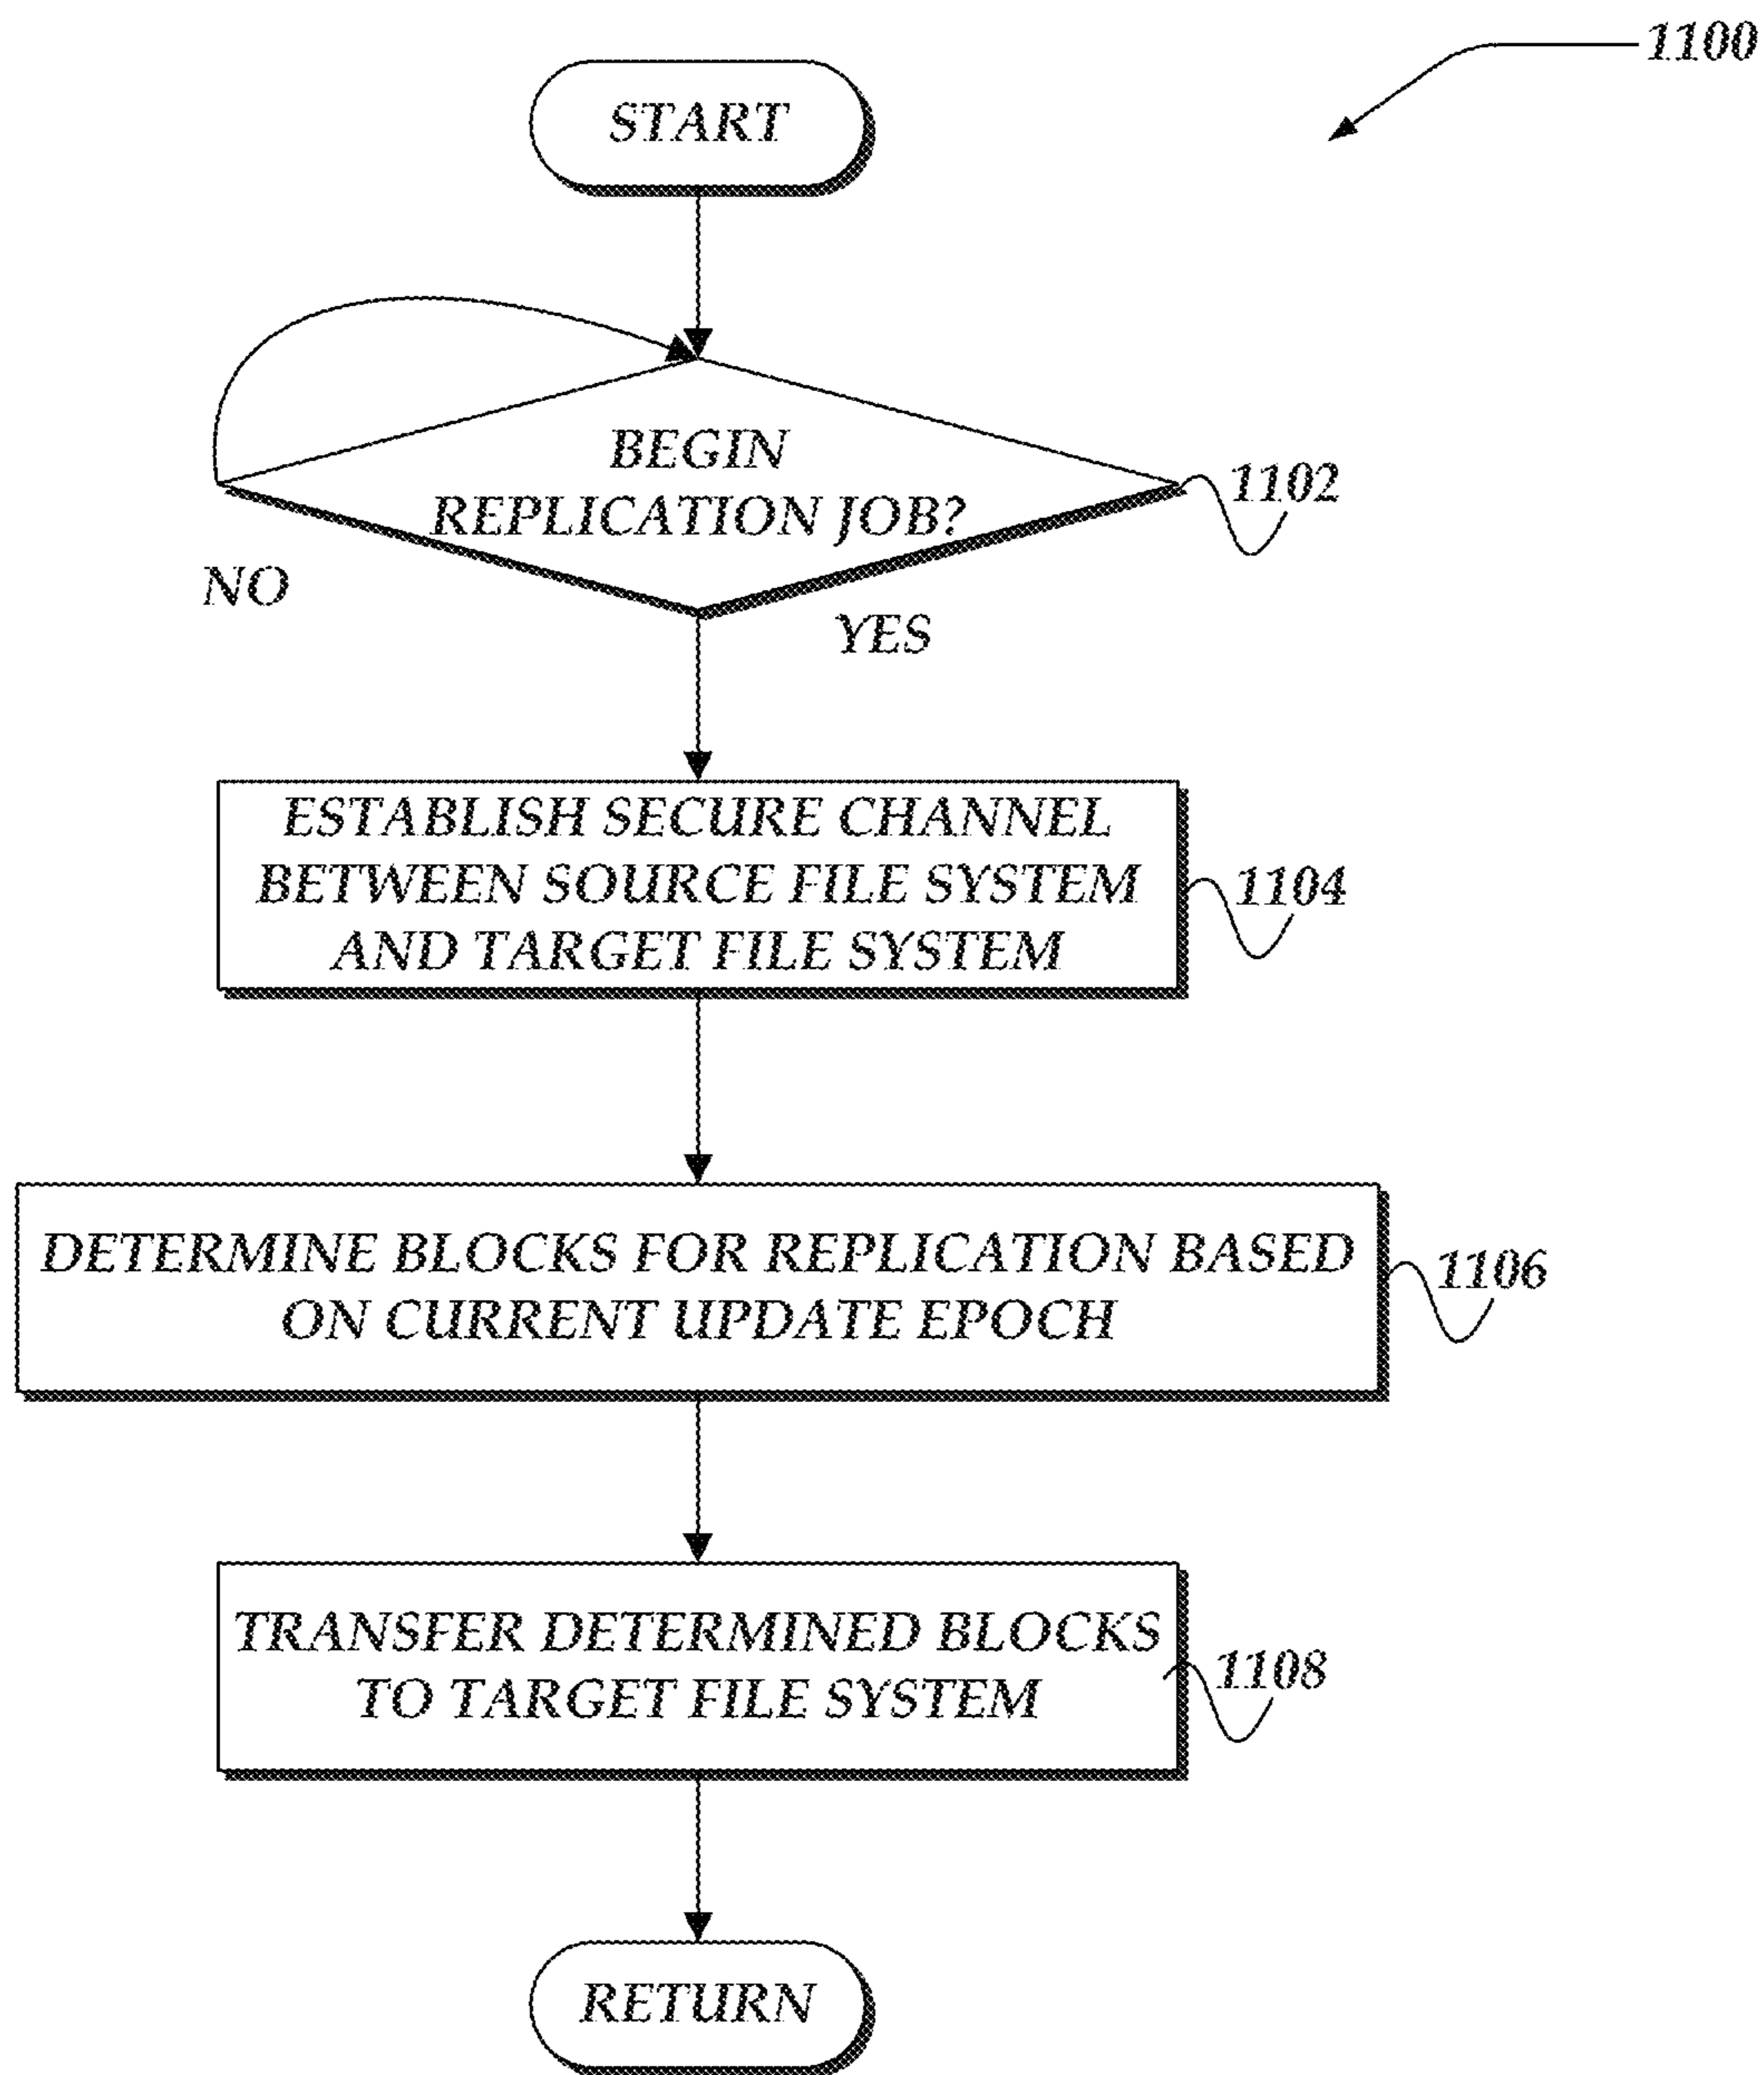 1100
START
BEGIN
REPLICATION JOB?
1102
NO
YES
ESTABLISH SECURE CHANNEL
BETWEEN SOURCE FILE SYSTEM
AND TARGET FILE SYSTEM
1104
DETERMINE BLOCKS FOR REPLICATION BASED
ON CURRENT UPDATE EPOCH
1106
TRANSFER DETERMINED BLOCKS
TO TARGET FILE SYSTEM
1108
RETURN